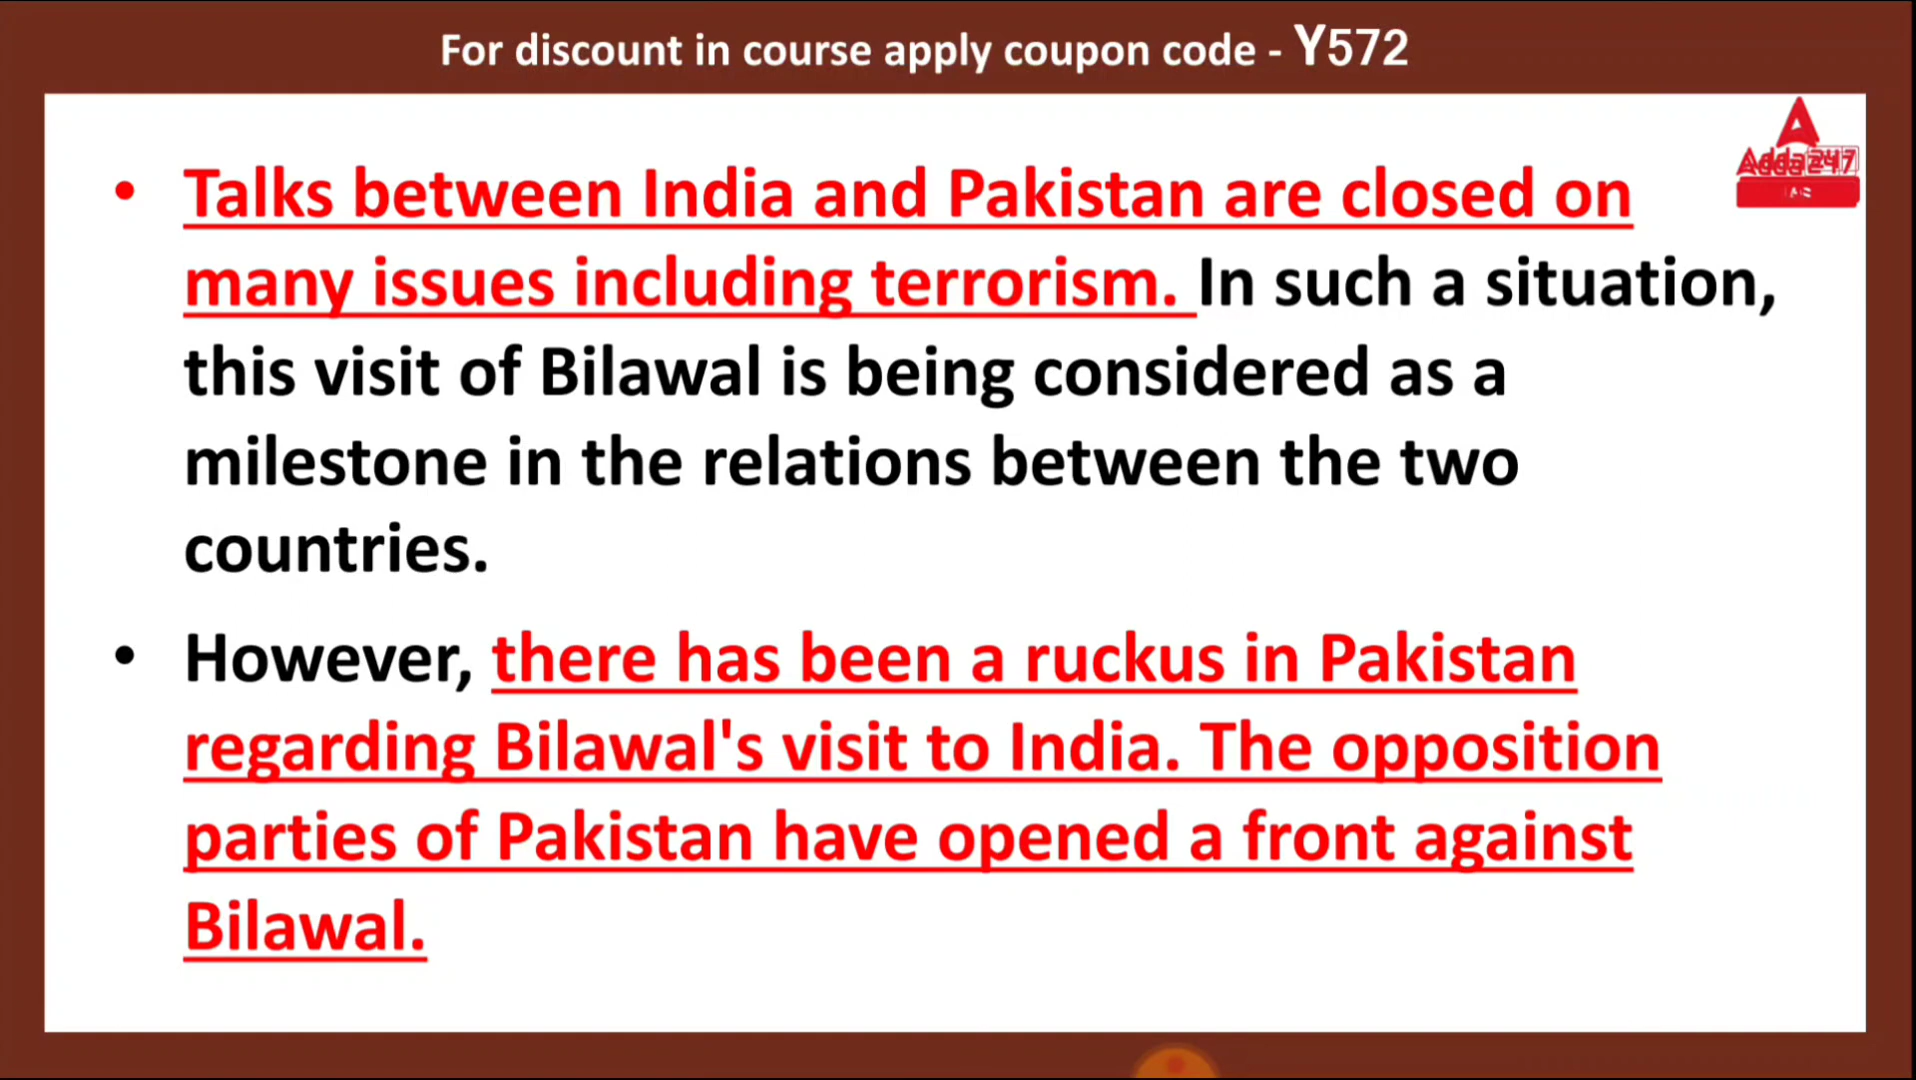 For discount in course apply coupon code - Y572
Adda247
IAS
• Talks between India and Pakistan are closed on
many issues including terrorism. In such a situation,
this visit of Bilawal is being considered as a
milestone in the relations between the two
countries.
• However, there has been a ruckus in Pakistan
regarding Bilawal's visit to India. The opposition
parties of Pakistan have opened a front against
Bilawal.